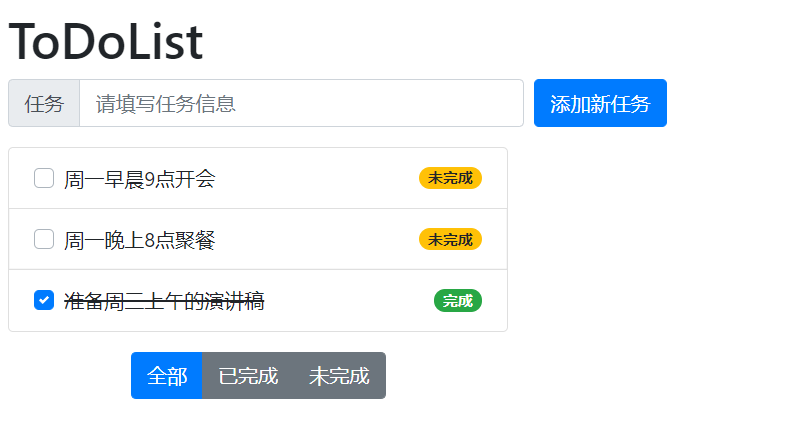 ToDoList
任务 请填写任务信息 添加新任务
周一早晨9点开会 未完成
周一晚上8点聚餐 未完成
准备周三上午的演讲稿 完成
全部 已完成 未完成